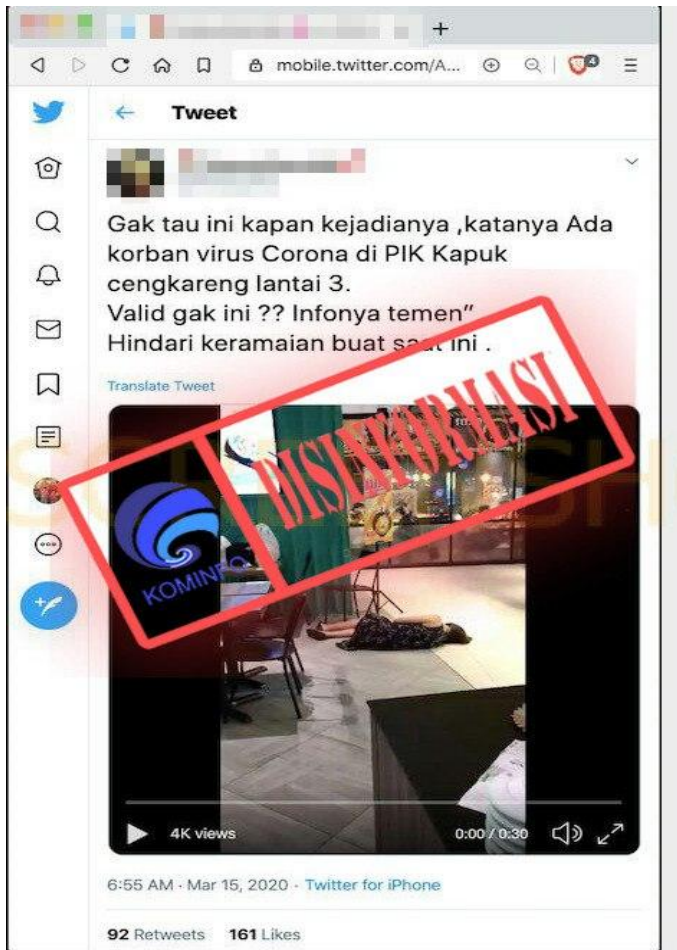 mobile.twitter.com/A...
4
Tweet
Gak tau ini kapan kejadianya ,katanya Ada
korban virus Corona di PIK Kapuk
cengkareng lantai 3.
Valid gak ini ?? Infonya temen"
Hindari keramaian buat saat ini .
Translate Tweet
DISINFORMASI
KOMINFO
4K views
0:00 / 0:30
6:55 AM · Mar 15, 2020 · Twitter for iPhone
92 Retweets 161 Likes